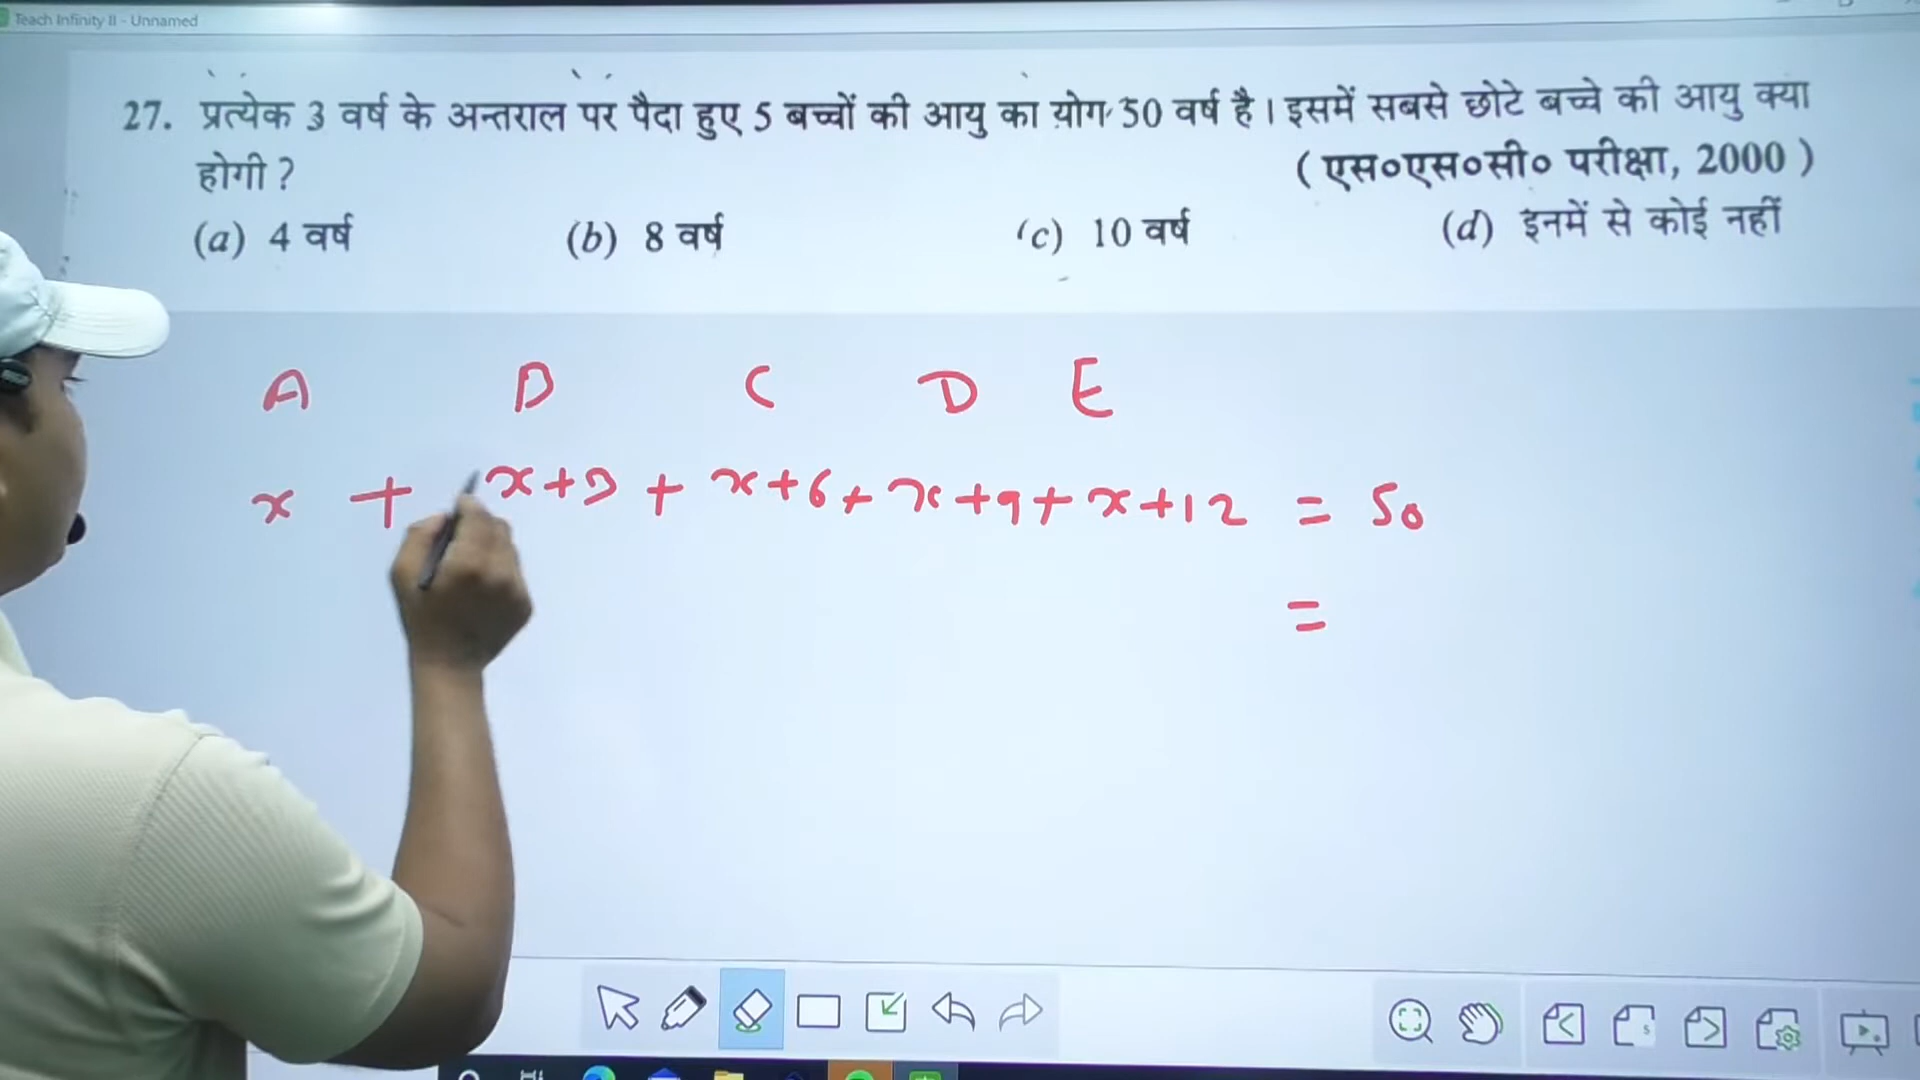 Teach Infinity II - Unnamed
27. प्रत्येक 3 वर्ष के अन्तराल पर पैदा हुए 5 बच्चों की आयु का योग 50 वर्ष है। इसमें सबसे छोटे बच्चे की आयु क्या
होगी ?
( एस०एस०सी० परीक्षा, 2000 )
(a) 4 वर्ष (b) 8 वर्ष (c) 10 वर्ष (d) इनमें से कोई नहीं
A B C D E
x + x+3 + x+6 + x+9 + x+12 = 50
=